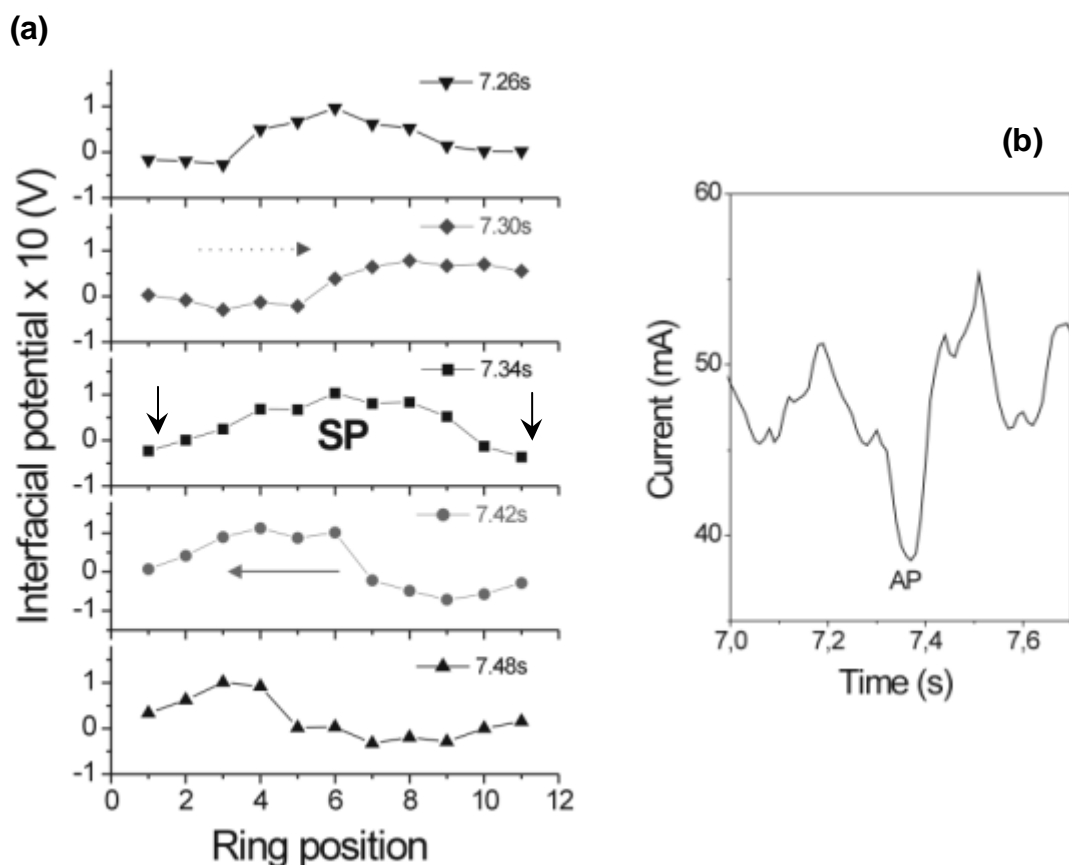 (a)
Interfacial potential x 10 (V)
7.26s
1
0
-1
7.30s
1
0
-1
7.34s
1
0
-1
SP
7.42s
1
0
-1
7.48s
1
0
-1
0 2 4 6 8 10 12
Ring position
(b)
60
50
40
Current (mA)
AP
7,0 7,2 7,4 7,6
Time (s)